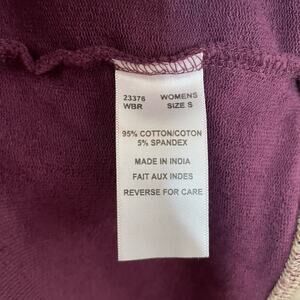 23376 WOMENS
WBR SIZE S
95% COTTON/COTON
5% SPANDEX
MADE IN INDIA
FAIT AUX INDES
REVERSE FOR CARE